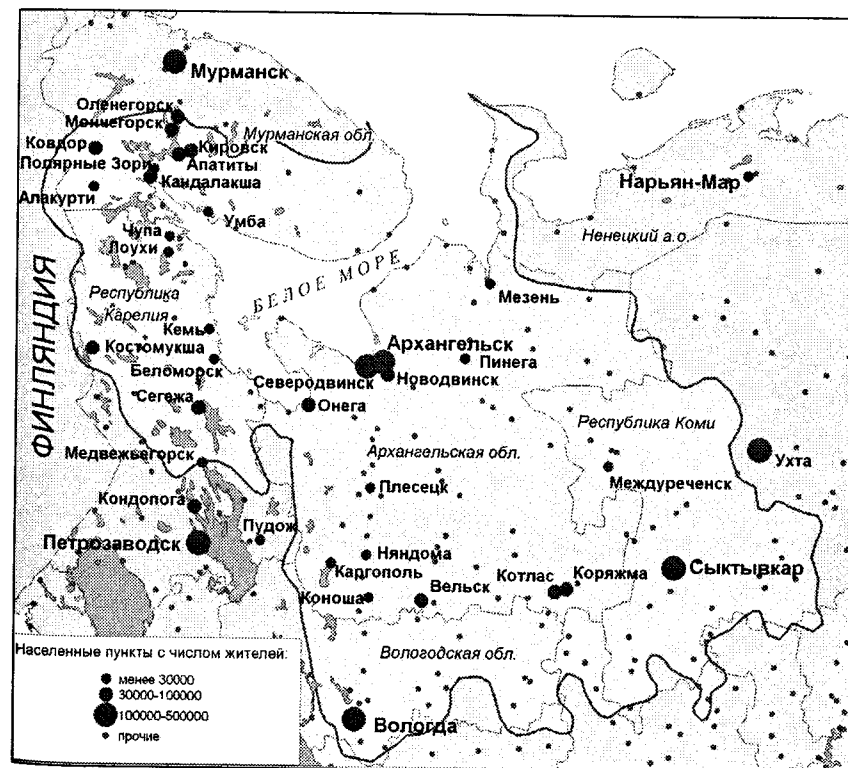 Мурманск
Оленегорск
Мончегорск
Мурманская обл.
Ковдор
Кировск
Полярные Зори
Апатиты
Кандалакша
Алакурти
Нарьян-Мар
Умба
Чупа
Лоухи
Ненецкий а.о.
БЕЛОЕ МОРЕ
ФИНЛЯНДИЯ
Мезень
Республика
Карелия
Кемь
Архангельск
Костомукша
Пинега
Беломорск
Северодвинск
Новодвинск
Сегежа
Онега
Республика Коми
Медвежьегорск
Архангельская обл.
Ухта
Междуреченск
Плесецк
Кондопога
Пудож
Петрозаводск
Няндома
Каргополь
Сыктывкар
Котлас
Коряжма
Коноша
Вельск
Населенные пункты с числом жителей:
менее 30000
30000-100000
100000-500000
прочие
Вологодская обл.
Вологда